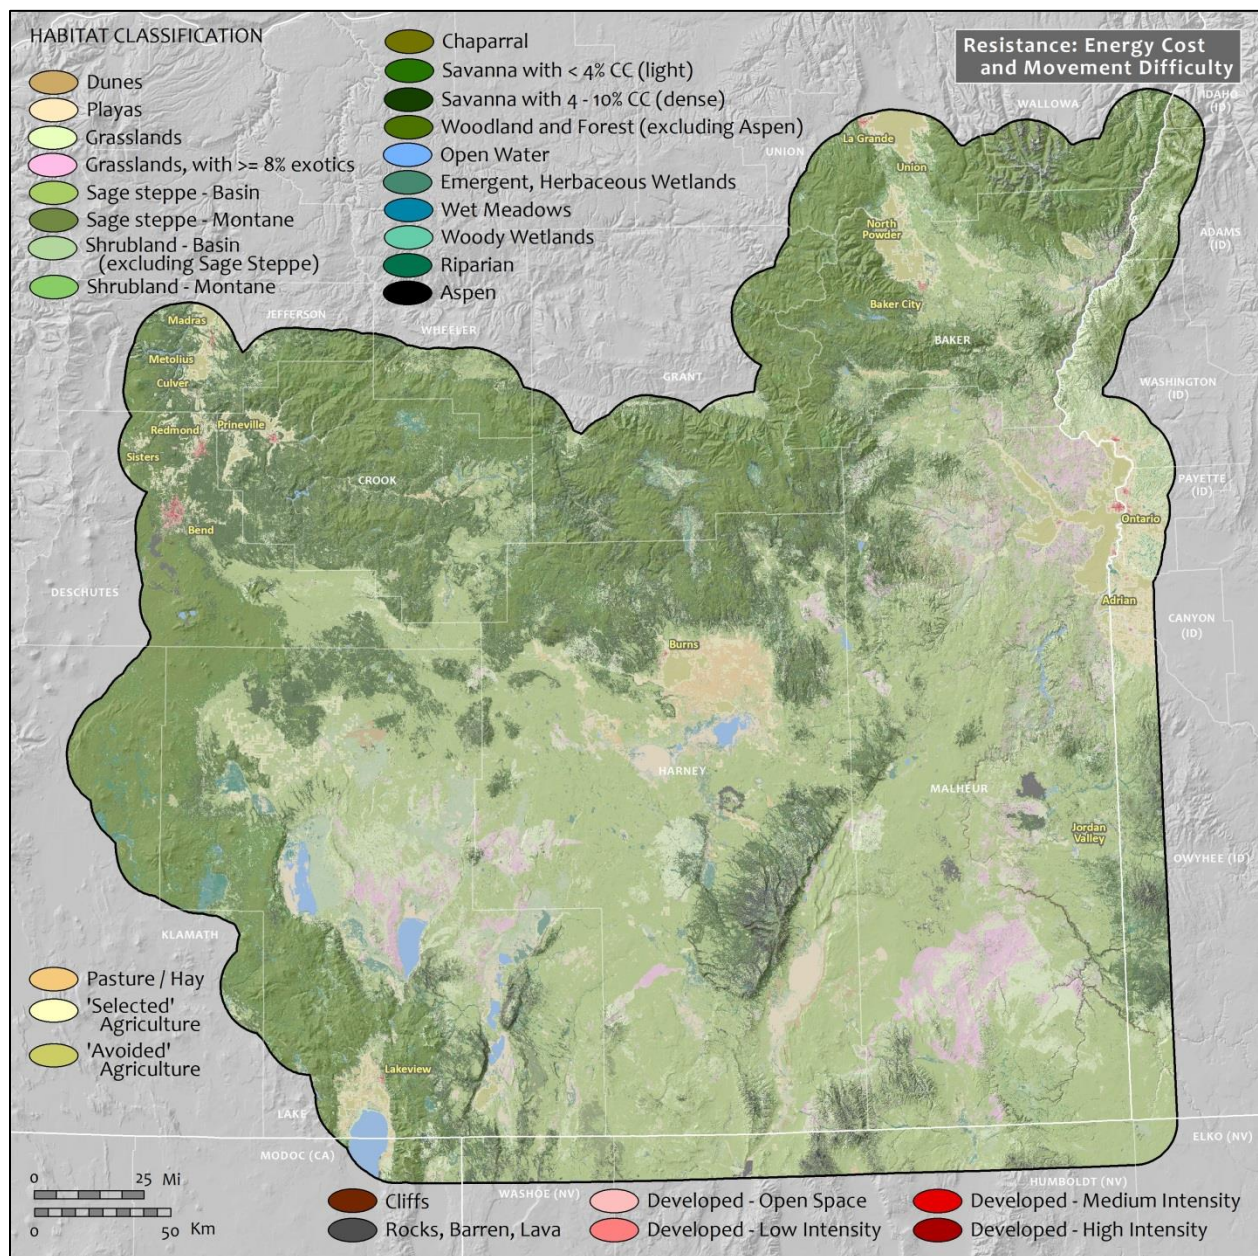 HABITAT CLASSIFICATION
Dunes
Playas
Grasslands
Grasslands, with >= 8% exotics
Sage steppe - Basin
Sage steppe - Montane
Shrubland - Basin
(excluding Sage Steppe)
Shrubland - Montane
Chaparral
Savanna with < 4% CC (light)
Savanna with 4 - 10% CC (dense)
Woodland and Forest (excluding Aspen)
Open Water
Emergent, Herbaceous Wetlands
Wet Meadows
Woody Wetlands
Riparian
Aspen
Resistance: Energy Cost
and Movement Difficulty
IDAHO
(ID)
WALLOWA
UNION
La Grande
Union
North
Powder
ADAMS
(ID)
Baker City
BAKER
JEFFERSON
WHEELER
GRANT
WASHINGTON
(ID)
Madras
Metolius
Culver
Redmond
Prineville
Sisters
CROOK
PAYETTE
(ID)
Bend
Ontario
DESCHUTES
Adrian
CANYON
(ID)
Burns
HARNEY
MALHEUR
Jordan
Valley
OWYHEE (ID)
KLAMATH
Pasture / Hay
'Selected'
Agriculture
'Avoided'
Agriculture
Lakeview
LAKE
MODOC (CA)
ELKO (NV)
WASHOE (NV)
HUMBOLDT (NV)
0 25 Mi
0 50 Km
Cliffs
Rocks, Barren, Lava
Developed - Open Space
Developed - Low Intensity
Developed - Medium Intensity
Developed - High Intensity